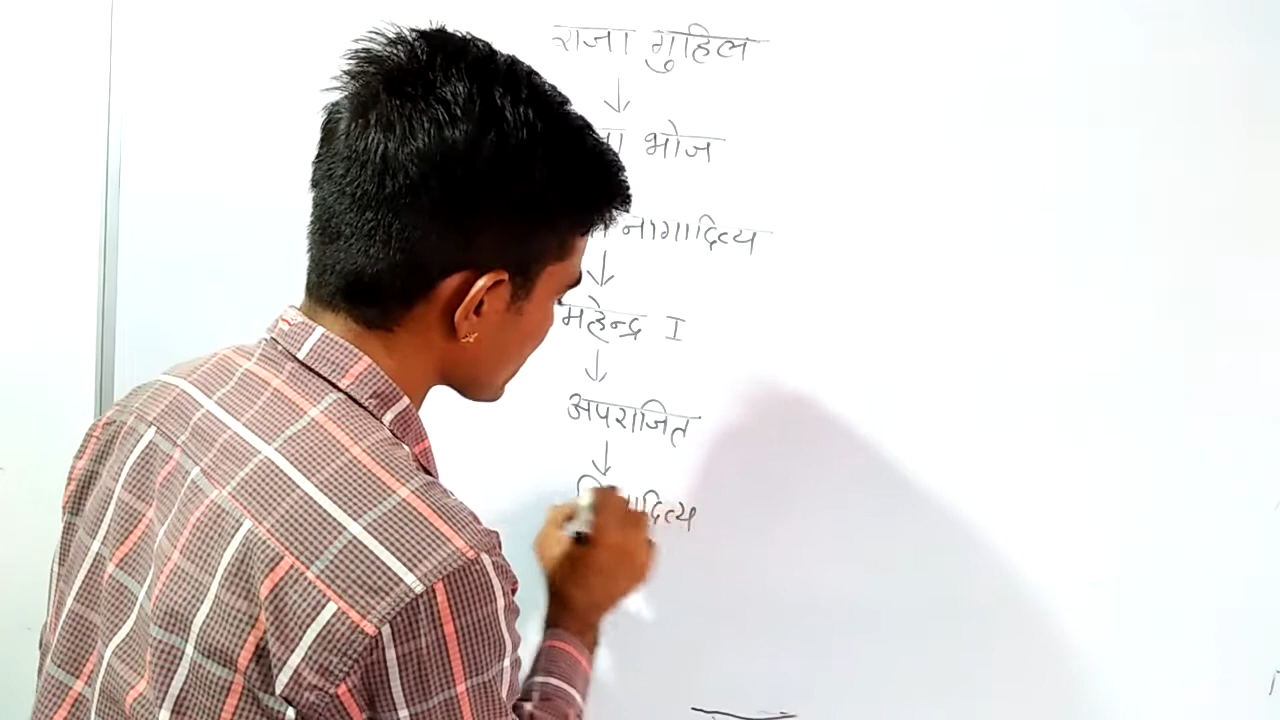 राजा गुहिल
भोज
नागादित्य
महेन्द्र I
अपराजित